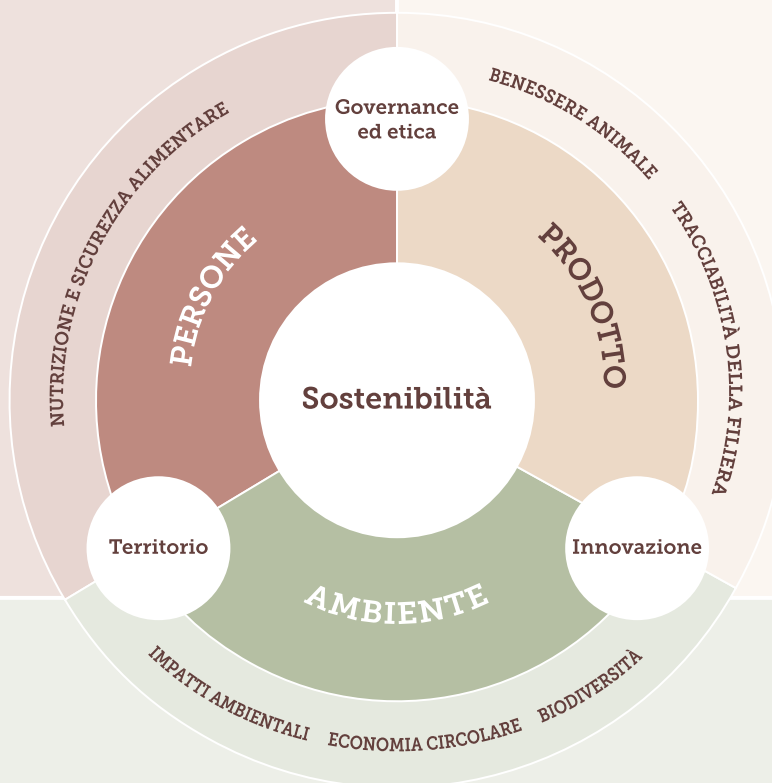 Governance
ed etica
BENESSERE ANIMALE
NUTRIZIONE E SICUREZZA ALIMENTARE
TRACCIABILITÀ DELLA FILIERA
PERSONE
PRODOTTO
Sostenibilità
Territorio
Innovazione
AMBIENTE
IMPATTI AMBIENTALI
ECONOMIA CIRCOLARE
BIODIVERSITÀ